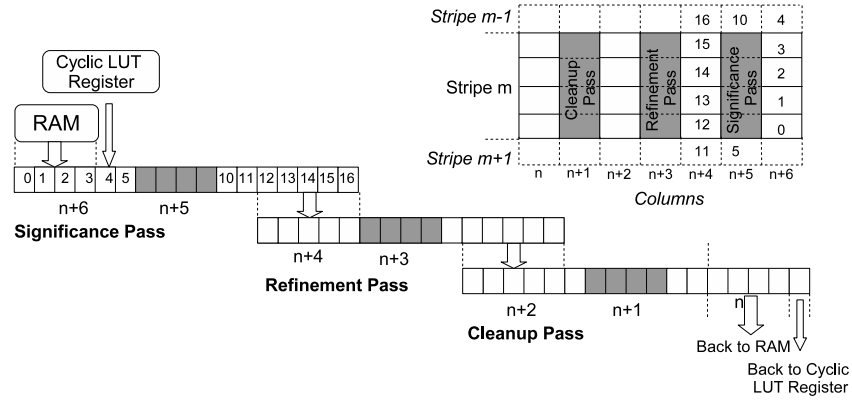 Stripe m-1
16 10 4
Cyclic LUT
Register
15 3
Stripe m
Cleanup
Pass
Refinement
Pass
Significance
Pass
14 2
RAM
13 1
12 0
Stripe m+1
11 5
n n+1 n+2 n+3 n+4 n+5 n+6
Columns
0 1 2 3 4 5 10 11 12 13 14 15 16
n+6 n+5
Significance Pass
n+4 n+3
Refinement Pass
n+2 n+1 n
Cleanup Pass
Back to RAM
Back to Cyclic
LUT Register